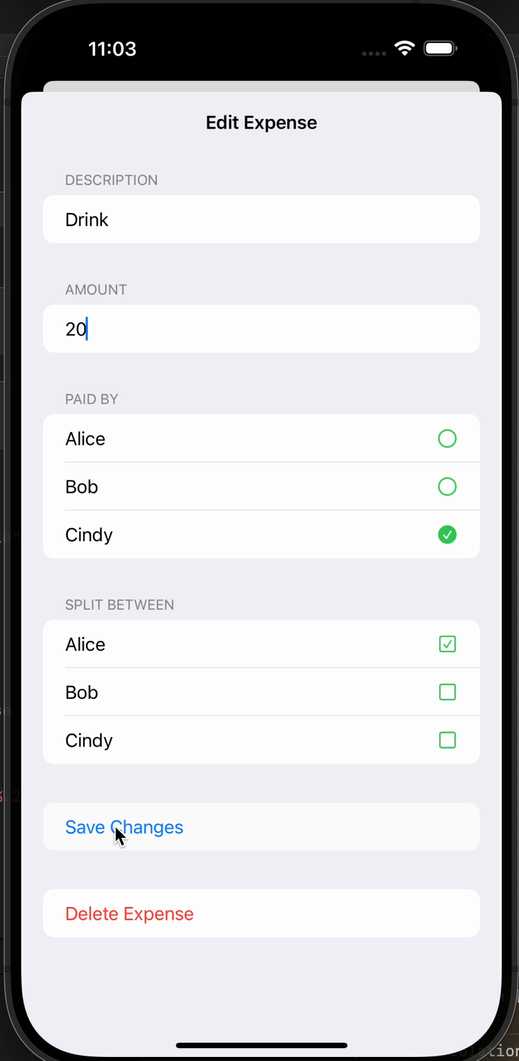 11:03
Edit Expense
DESCRIPTION
Drink
AMOUNT
20
PAID BY
Alice
Bob
Cindy
SPLIT BETWEEN
Alice
Bob
Cindy
Save Changes
Delete Expense